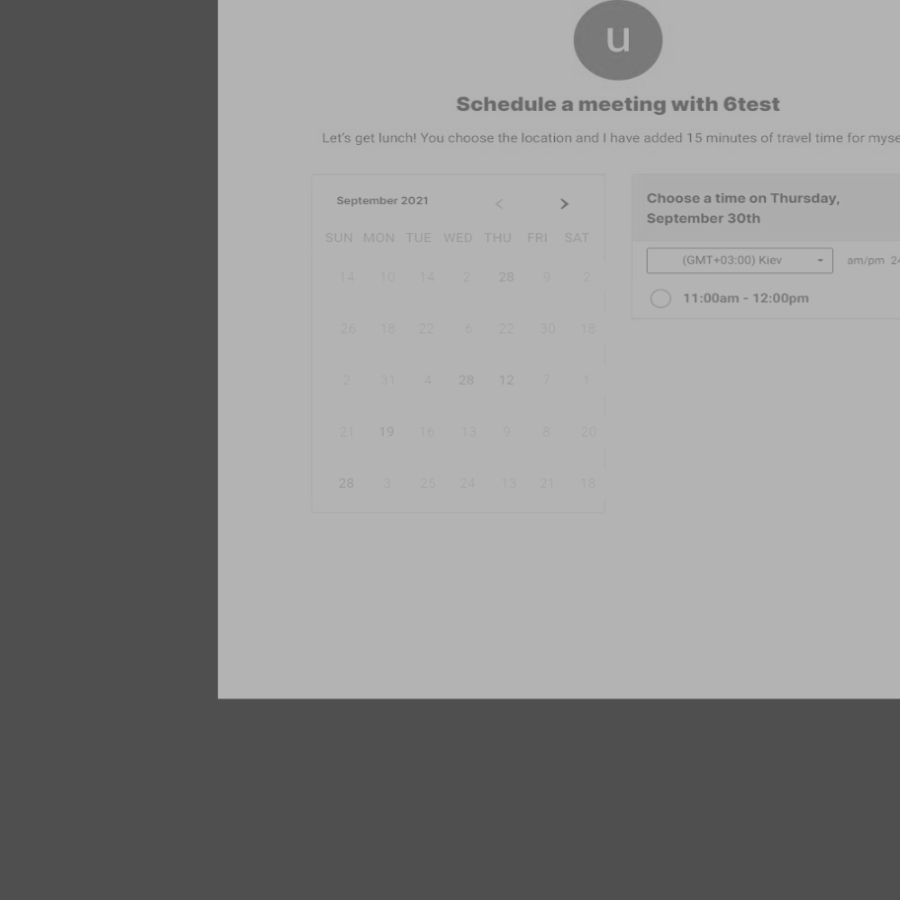 u
Schedule a meeting with 6test
Let's get lunch! You choose the location and I have added 15 minutes of travel time for myse
September 2021 < >
SUN MON TUE WED THU FRI SAT
14 10 14 2 28 9 2
26 18 22 6 22 30 18
2 31 4 28 12 7 1
21 19 16 13 9 8 20
28 3 25 24 13 21 18
Choose a time on Thursday,
September 30th
(GMT+03:00) Kiev am/pm 24
11:00am - 12:00pm